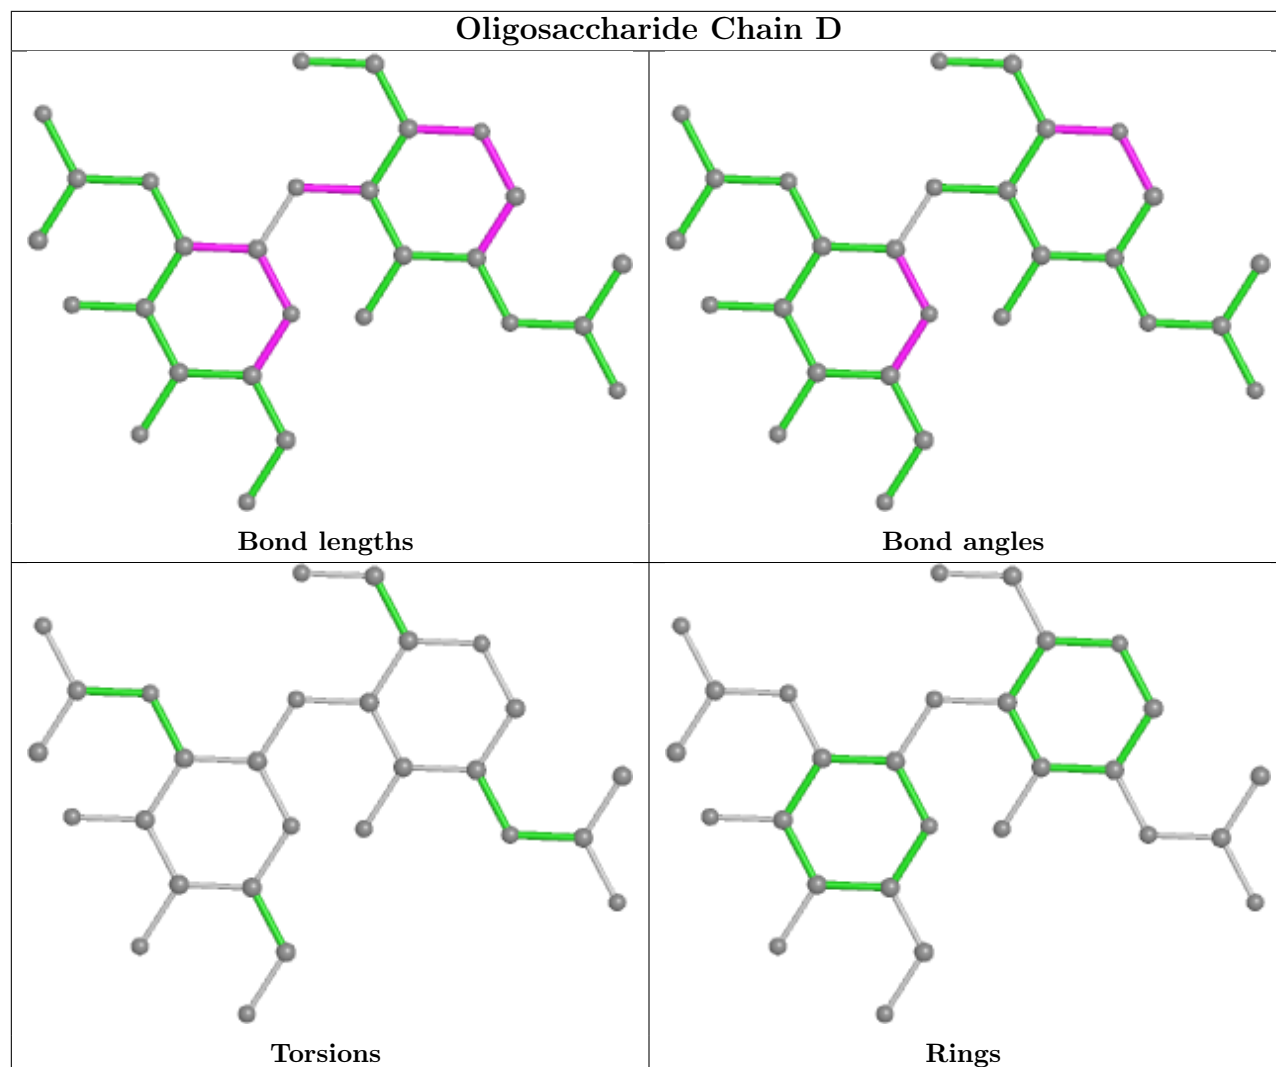 Oligosaccharide Chain D
Bond lengths
Bond angles
Torsions
Rings